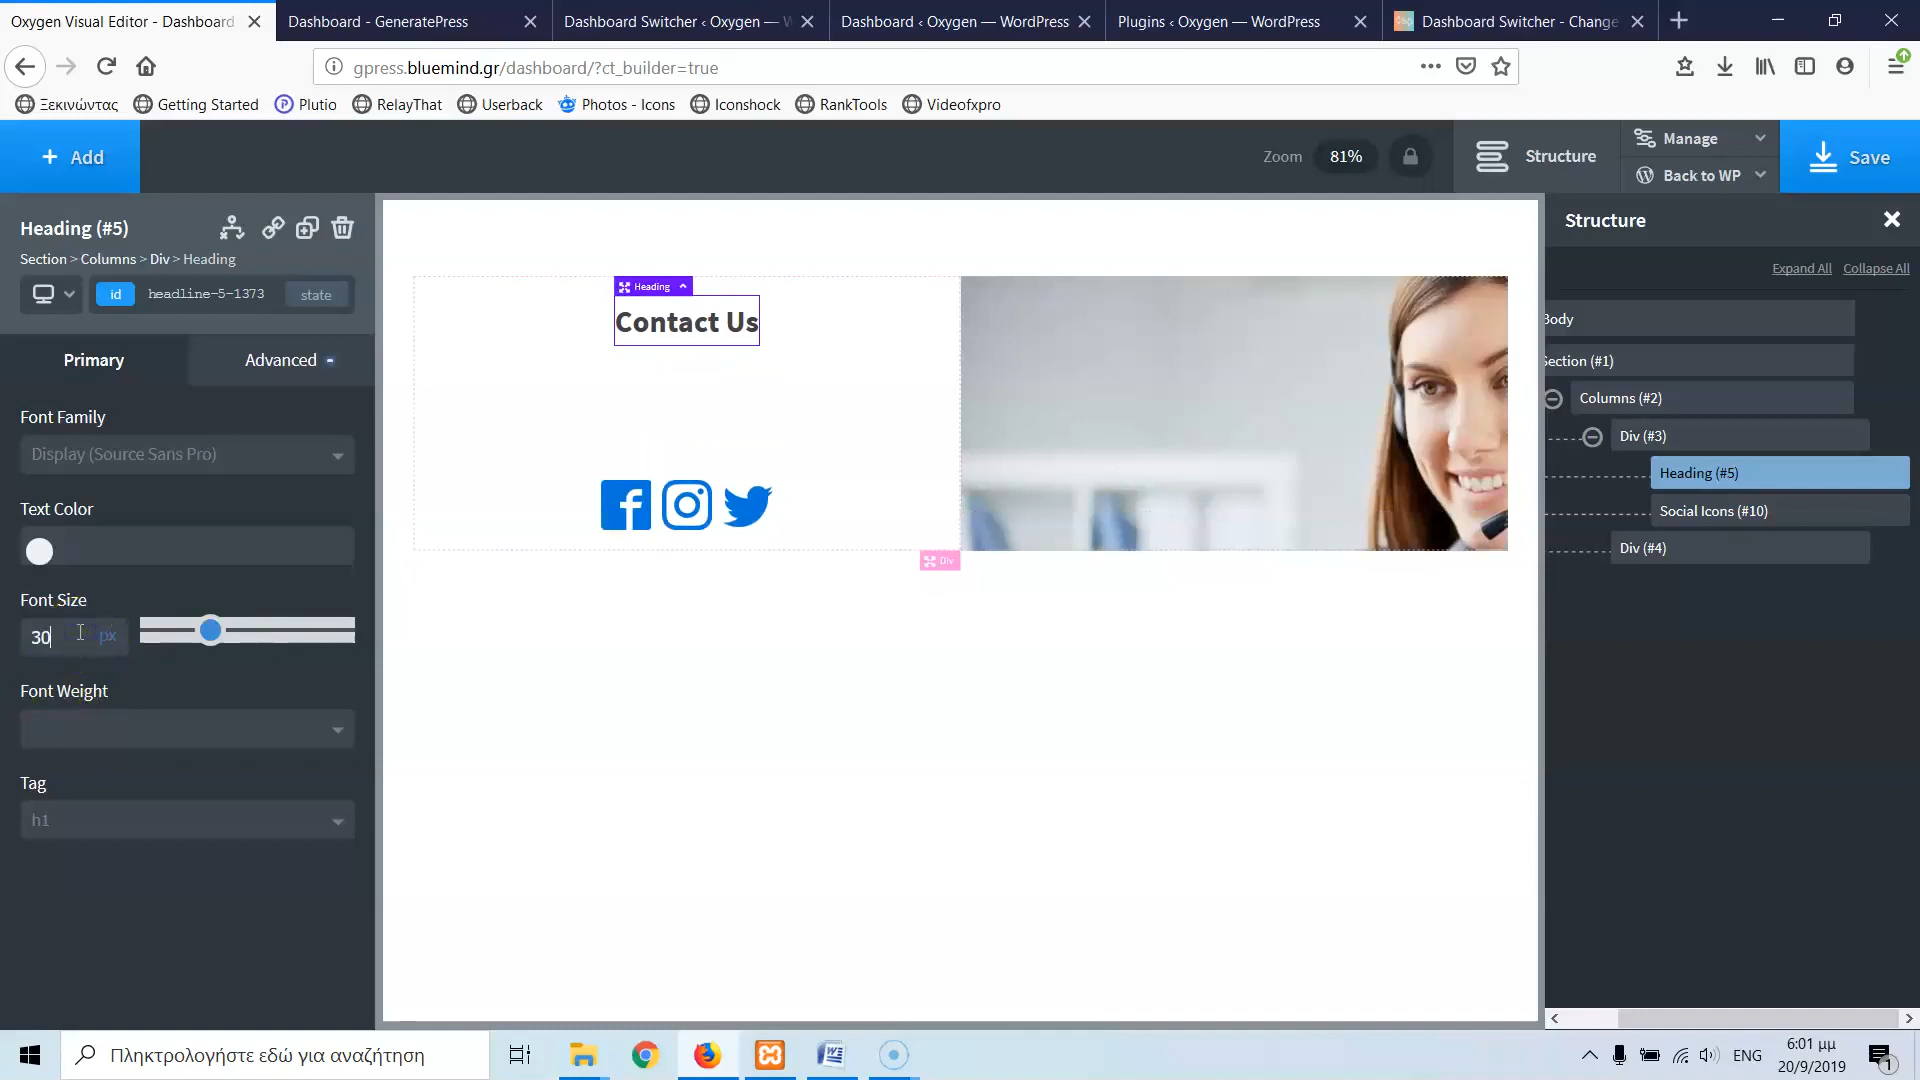 Oxygen Visual Editor - Dashboard
Dashboard - GeneratePress
Dashboard Switcher ‹ Oxygen —
Dashboard ‹ Oxygen — WordPress
Plugins ‹ Oxygen — WordPress
Dashboard Switcher - Change
gpress.bluemind.gr/dashboard/?ct_builder=true
Ξεκινώντας
Getting Started
Plutio
RelayThat
Userback
Photos - Icons
Iconshock
RankTools
Videofxpro
+ Add
Zoom
81%
Structure
Manage
Back to WP
Save
Heading (#5)
Section > Columns > Div > Heading
id
headline-5-1373
state
Primary
Advanced
Font Family
Display (Source Sans Pro)
Text Color
Font Size
30
px
Font Weight
Tag
h1
Heading
Contact Us
Div
Structure
Expand All
Collapse All
Body
Section (#1)
Columns (#2)
Div (#3)
Heading (#5)
Social Icons (#10)
Div (#4)
Πληκτρολογήστε εδώ για αναζήτηση
ENG
6:01 μμ
20/9/2019
1